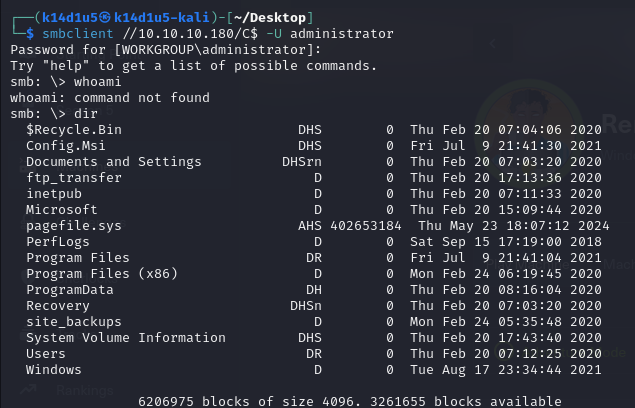 (k14d1u5㉿k14d1u5-kali)-[~/Desktop]
$ smbclient //10.10.10.180/C$ -U administrator
Password for [WORKGROUP\administrator]:
Try "help" to get a list of possible commands.
smb: \> whoami
whoami: command not found
smb: \> dir
$Recycle.Bin DHS 0 Thu Feb 20 07:04:06 2020
Config.Msi DHS 0 Fri Jul 9 21:41:30 2021
Documents and Settings DHSrn 0 Thu Feb 20 07:03:20 2020
ftp_transfer D 0 Thu Feb 20 17:13:36 2020
inetpub D 0 Thu Feb 20 07:11:33 2020
Microsoft D 0 Thu Feb 20 15:09:44 2020
pagefile.sys AHS 402653184 Thu May 23 18:07:12 2024
PerfLogs D 0 Sat Sep 15 17:19:00 2018
Program Files DR 0 Fri Jul 9 21:41:04 2021
Program Files (x86) D 0 Mon Feb 24 06:19:45 2020
ProgramData DH 0 Thu Feb 20 08:16:04 2020
Recovery DHSn 0 Thu Feb 20 07:03:20 2020
site_backups D 0 Mon Feb 24 05:35:48 2020
System Volume Information DHS 0 Thu Feb 20 17:43:40 2020
Users DR 0 Thu Feb 20 07:12:25 2020
Windows D 0 Tue Aug 17 23:34:44 2021
Rankings
6206975 blocks of size 4096. 3261655 blocks available